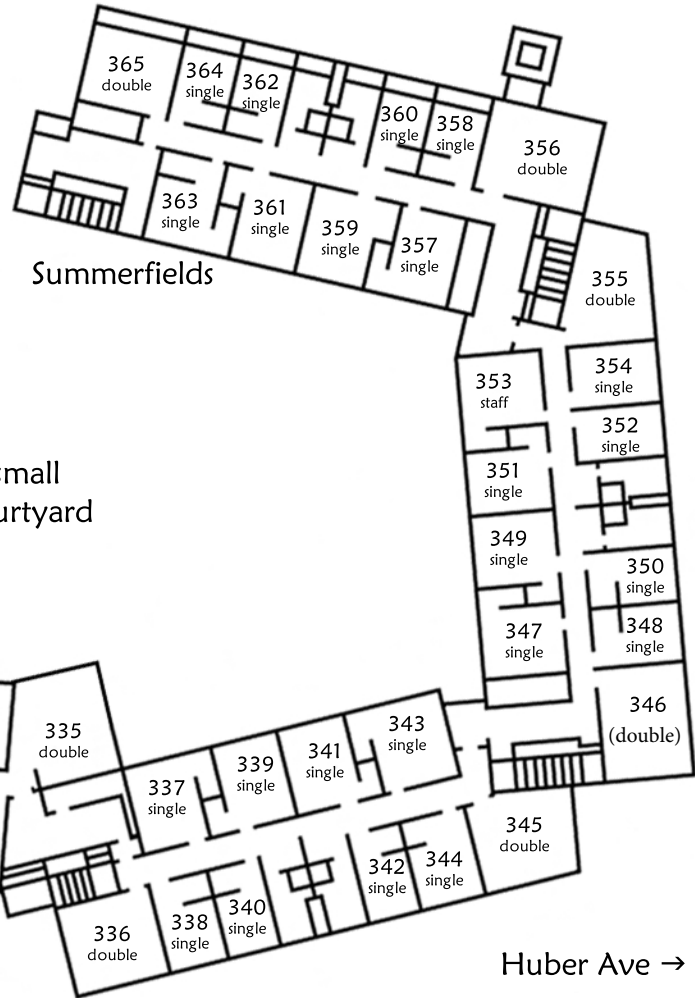 365
double
364
single
362
single
360
single
358
single
356
double
363
single
361
single
359
single
357
single
Summerfields
355
double
353
staff
354
single
352
single
351
single
349
single
350
single
347
single
348
single
346
(double)
small
urtyard
335
double
337
single
339
single
341
single
343
single
345
double
342
single
344
single
336
double
338
single
340
single
Huber Ave →